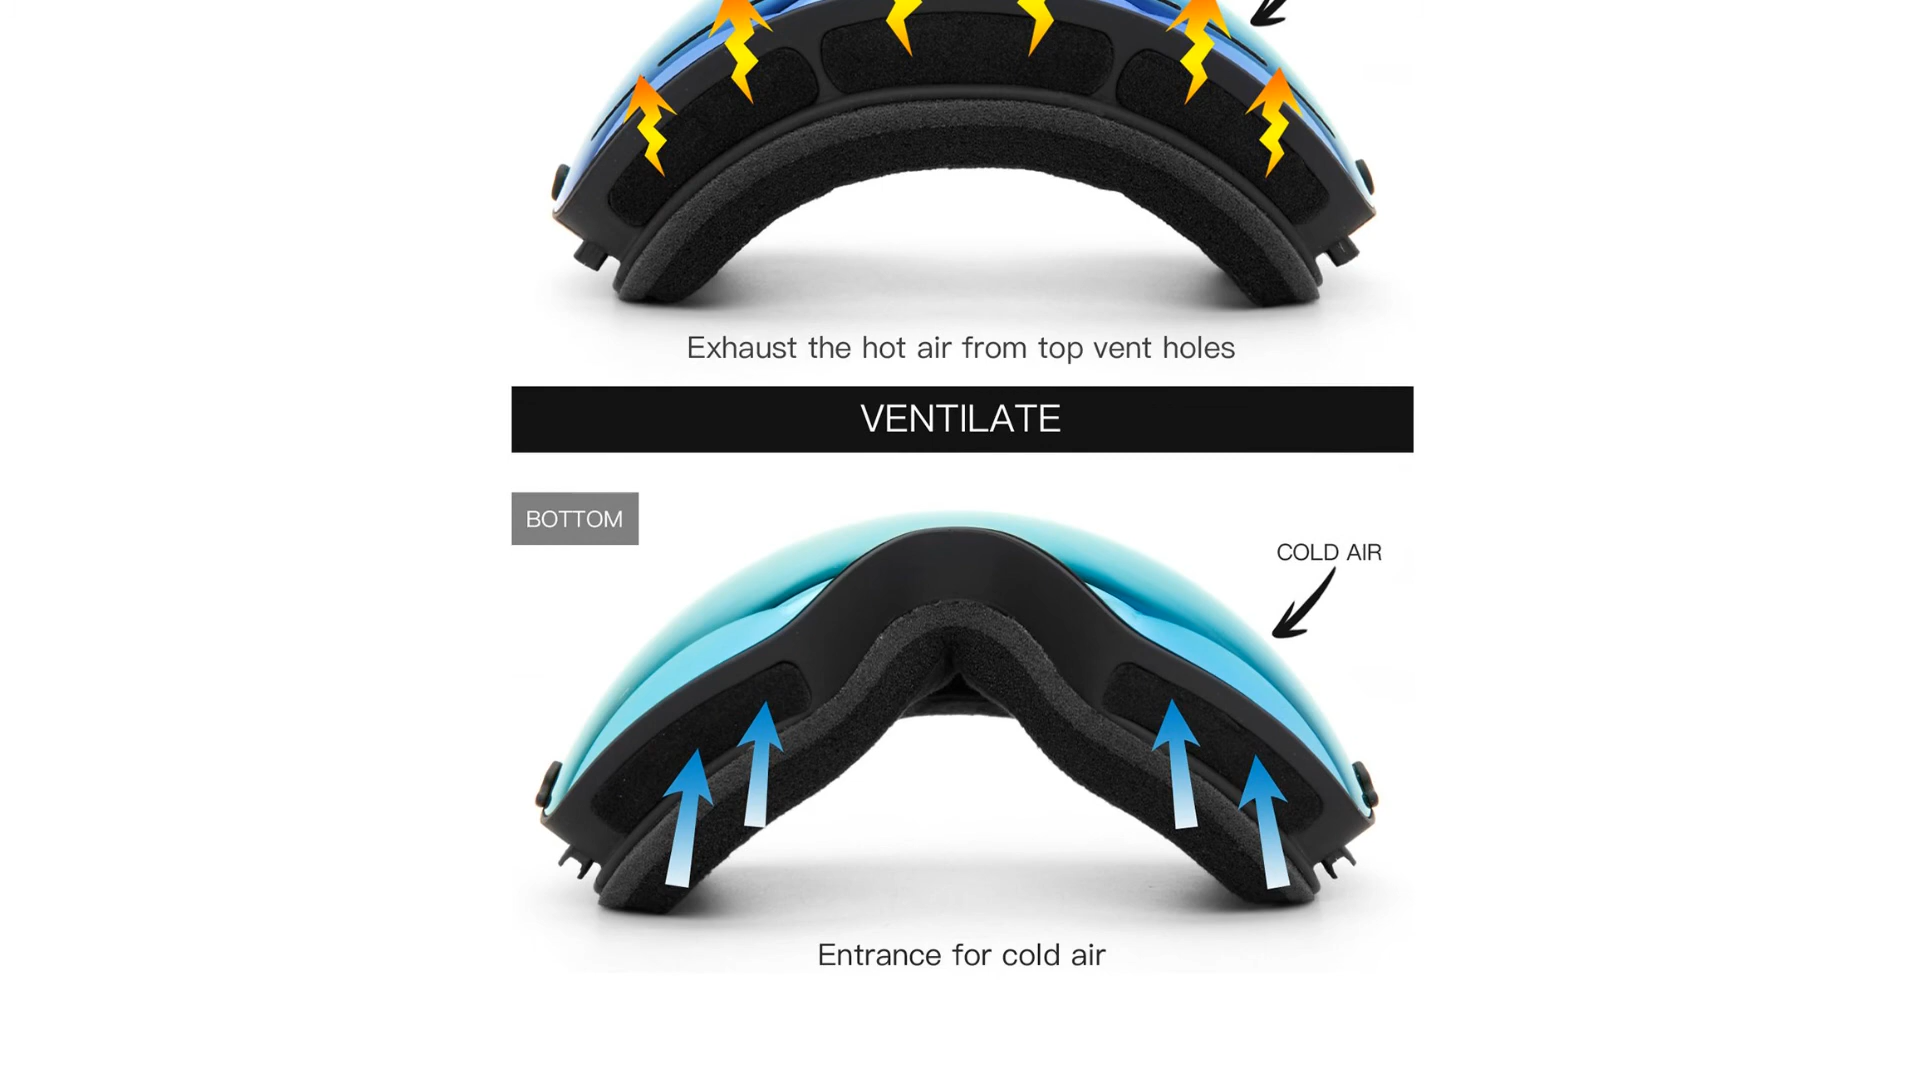 Exhaust the hot air from top vent holes
VENTILATE
BOTTOM
COLD AIR
Entrance for cold air